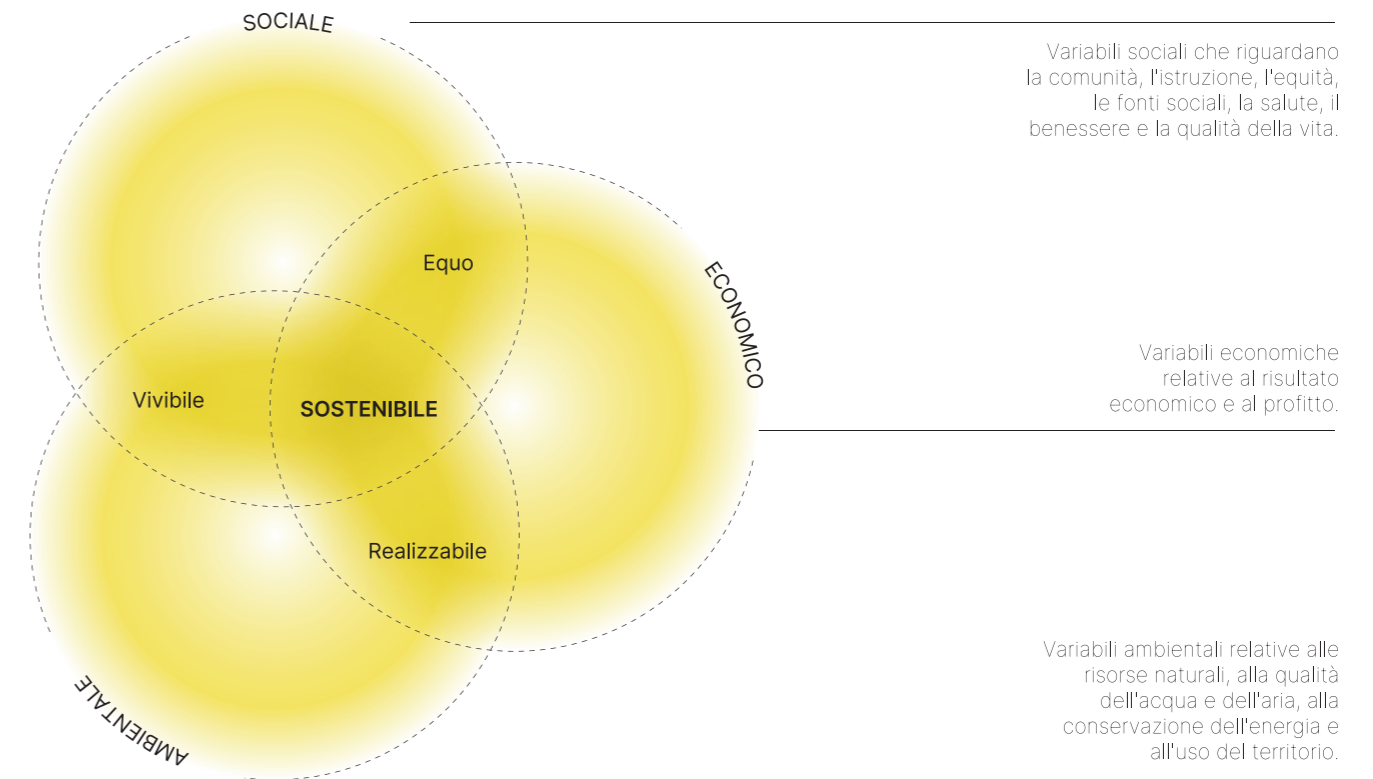 SOCIALE
Variabili sociali che riguardano
la comunità, l'istruzione, l'equità,
le fonti sociali, la salute, il
benessere e la qualità della vita.
Equo
ECONOMICO
Variabili economiche
relative al risultato
economico e al profitto.
Vivibile
SOSTENIBILE
Realizzabile
AMBIENTALE
Variabili ambientali relative alle
risorse naturali, alla qualità
dell'acqua e dell'aria, alla
conservazione dell'energia e
all'uso del territorio.